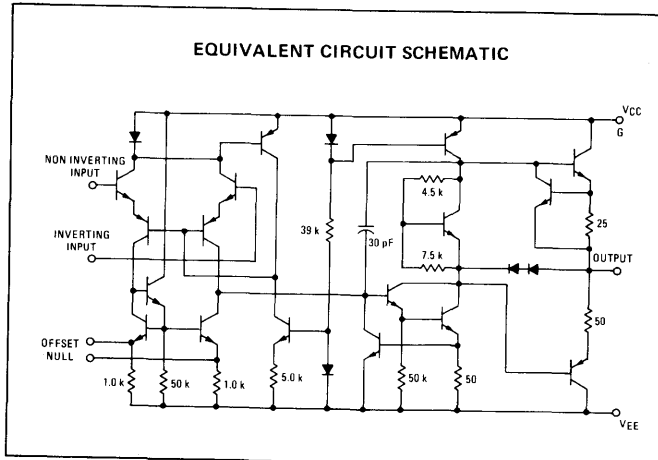 EQUIVALENT CIRCUIT SCHEMATIC
VCC
G
NON INVERTING
INPUT
4.5 k
INVERTING
INPUT
39 k
30 pF
25
7.5 k
OUTPUT
50
OFFSET
NULL
1.0 k
50 k
1.0 k
5.0 k
50 k
50
VEE